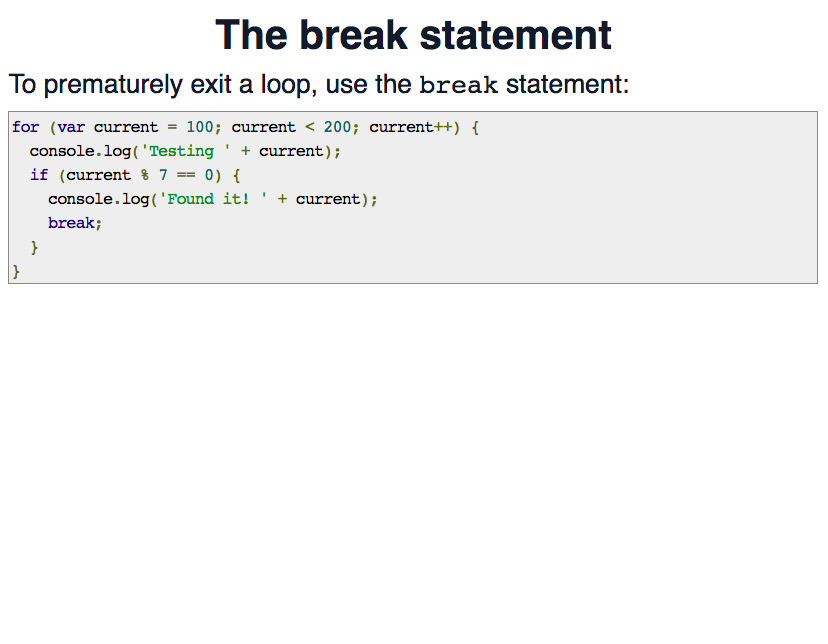 The break statement
To prematurely exit a loop, use the break statement:
for (var current = 100; current < 200; current++) {
  console.log('Testing ' + current);
  if (current % 7 == 0) {
    console.log('Found it! ' + current);
    break;
  }
}